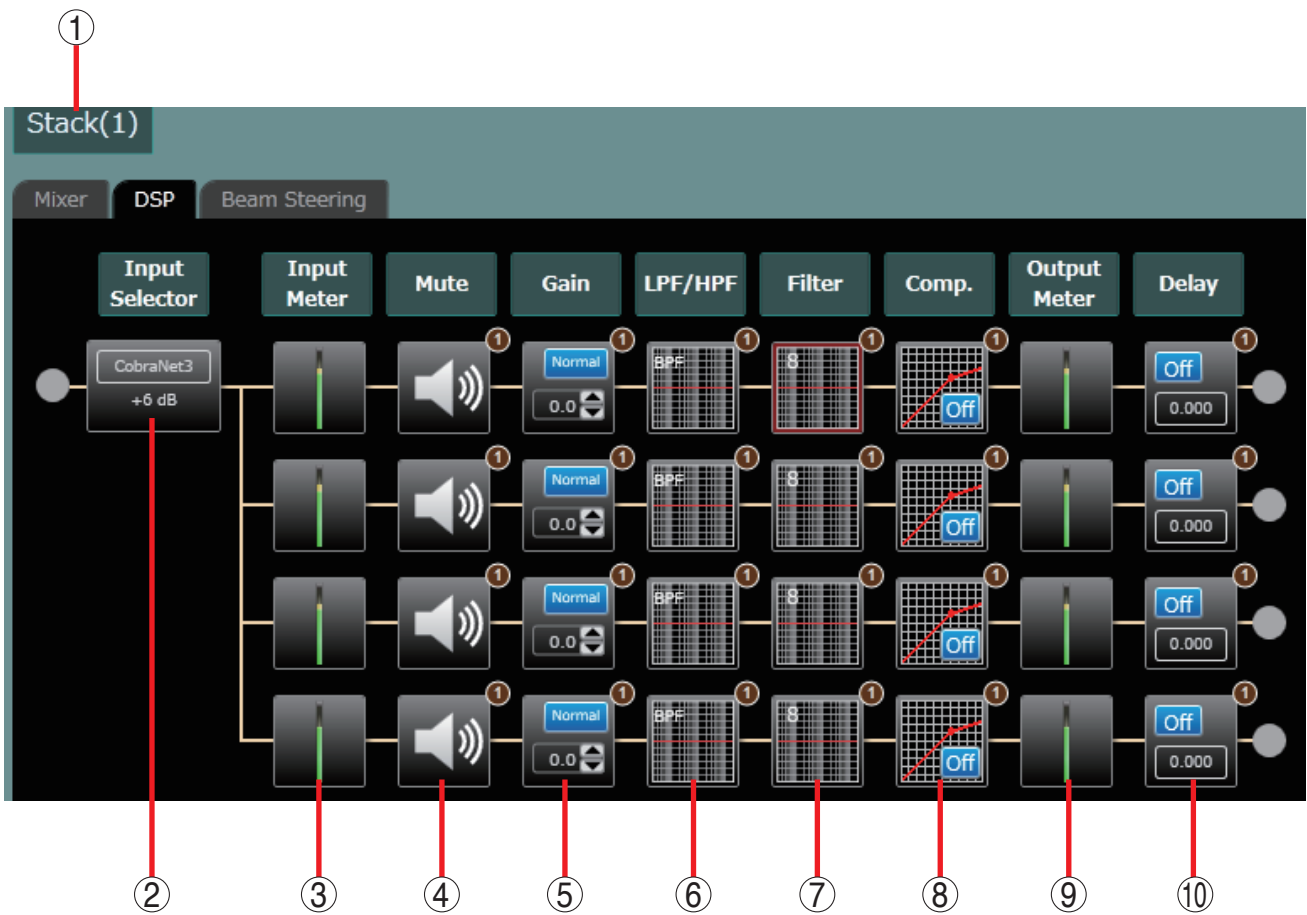 ①
Stack(1)
Mixer DSP Beam Steering
Input Selector Input Meter Mute Gain LPF/HPF Filter Comp. Output Meter Delay
1 1 1 1 1 1
CobraNet3 Normal BPF 8 Off
+6 dB 0.0 Off 0.000
1 1 1 1 1 1
Normal BPF 8 Off
0.0 Off 0.000
1 1 1 1 1 1
Normal BPF 8 Off
0.0 Off 0.000
1 1 1 1 1 1
Normal BPF 8 Off
0.0 Off 0.000
② ③ ④ ⑤ ⑥ ⑦ ⑧ ⑨ ⑩